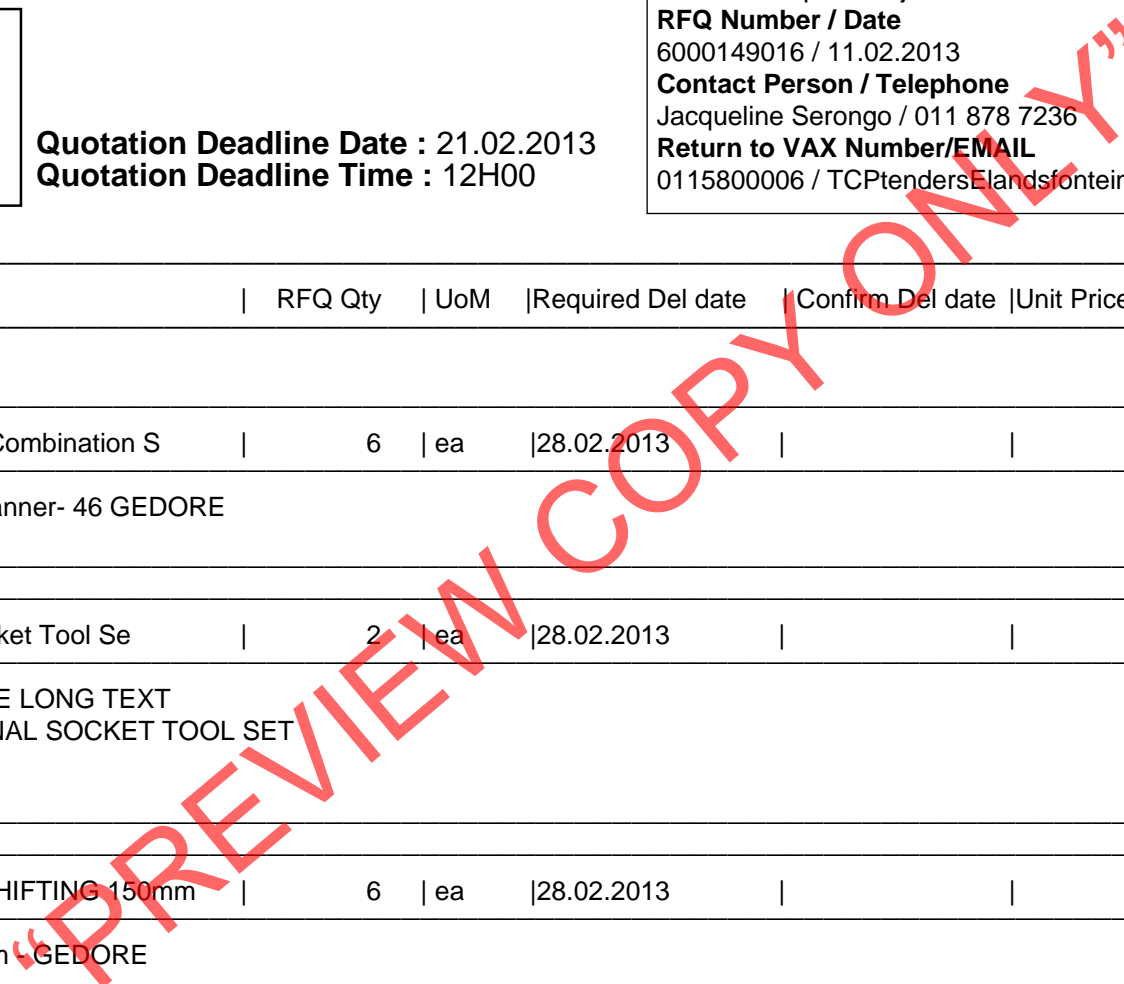 RFQ Number / Date
6000149016 / 11.02.2013
Contact Person / Telephone
Jacqueline Serongo / 011 878 7236
Return to VAX Number/EMAIL
0115800006 / TCPtendersElandsfontein
Quotation Deadline Date : 21.02.2013
Quotation Deadline Time : 12H00
| RFQ Qty | UoM |Required Del date | Confirm Del date |Unit Price
Combination S | 6 | ea |28.02.2013 | |
anner- 46 GEDORE
ket Tool Se | 2 | ea |28.02.2013 | |
E LONG TEXT
NAL SOCKET TOOL SET
HIFTING 150mm | 6 | ea |28.02.2013 | |
- GEDORE
“PREVIEW COPY ONLY”